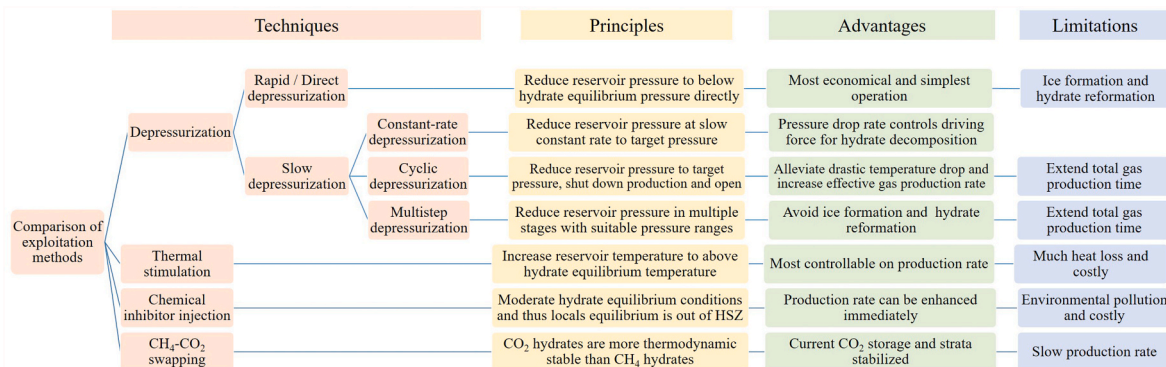 Techniques
Principles
Advantages
Limitations
Rapid / Direct
depressurization
Reduce reservoir pressure to below
hydrate equilibrium pressure directly
Most economical and simplest
operation
Ice formation and
hydrate reformation
Depressurization
Constant-rate
depressurization
Reduce reservoir pressure at slow
constant rate to target pressure
Pressure drop rate controls driving
force for hydrate decomposition
Slow
depressurization
Cyclic
depressurization
Reduce reservoir pressure to target
pressure, shut down production and open
Alleviate drastic temperature drop and
increase effective gas production rate
Extend total gas
production time
Multistep
depressurization
Reduce reservoir pressure in multiple
stages with suitable pressure ranges
Avoid ice formation and hydrate
reformation
Extend total gas
production time
Comparison of
exploitation
methods
Thermal
stimulation
Increase reservoir temperature to above
hydrate equilibrium temperature
Most controllable on production rate
Much heat loss and
costly
Chemical
inhibitor injection
Moderate hydrate equilibrium conditions
and thus locals equilibrium is out of HSZ
Production rate can be enhanced
immediately
Environmental pollution
and costly
CH₄-CO₂
swapping
CO₂ hydrates are more thermodynamic
stable than CH₄ hydrates
Current CO₂ storage and strata
stabilized
Slow production rate